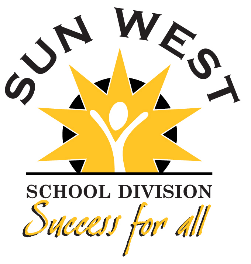 SUN WEST
SCHOOL DIVISION
Success for all